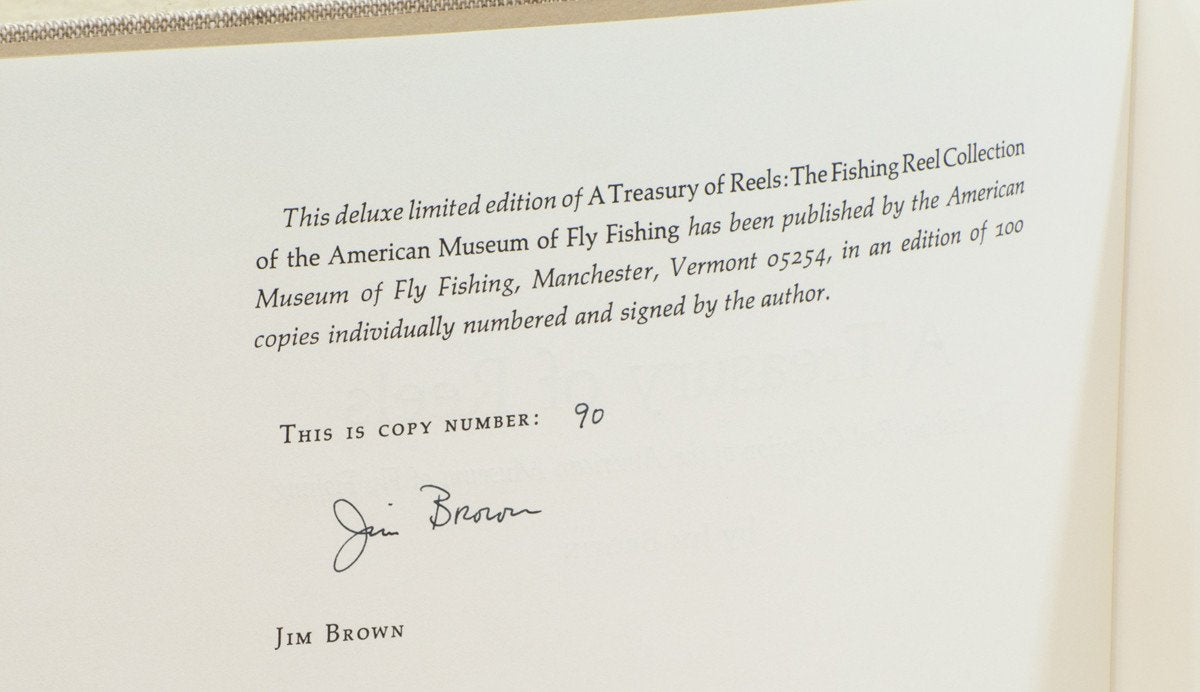 This deluxe limited edition of A Treasury of Reels: The Fishing Reel Collection
of the American Museum of Fly Fishing has been published by the American
Museum of Fly Fishing, Manchester, Vermont 05254, in an edition of 100
copies individually numbered and signed by the author.
THIS IS COPY NUMBER: 90
Jim Brown
JIM BROWN